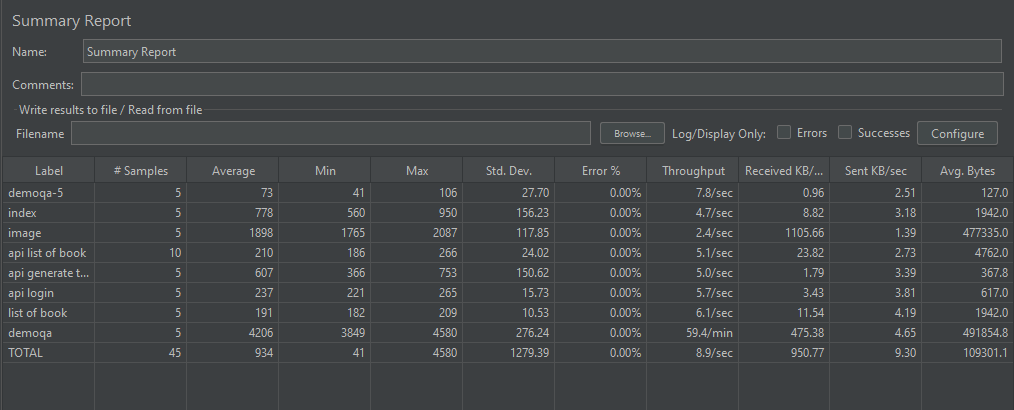 Summary Report
Name: Summary Report
Comments:
Write results to file / Read from file
Filename Browse... Log/Display Only: Errors Successes Configure
Label # Samples Average Min Max Std. Dev. Error % Throughput Received KB/... Sent KB/sec Avg. Bytes
demoqa-5 5 73 41 106 27.70 0.00% 7.8/sec 0.96 2.51 127.0
index 5 778 560 950 156.23 0.00% 4.7/sec 8.82 3.18 1942.0
image 5 1898 1765 2087 117.85 0.00% 2.4/sec 1105.66 1.39 477335.0
api list of book 10 210 186 266 24.02 0.00% 5.1/sec 23.82 2.73 4762.0
api generate t... 5 607 366 753 150.62 0.00% 5.0/sec 1.79 3.39 367.8
api login 5 237 221 265 15.73 0.00% 5.7/sec 3.43 3.81 617.0
list of book 5 191 182 209 10.53 0.00% 6.1/sec 11.54 4.19 1942.0
demoqa 5 4206 3849 4580 276.24 0.00% 59.4/min 475.38 4.65 491854.8
TOTAL 45 934 41 4580 1279.39 0.00% 8.9/sec 950.77 9.30 109301.1